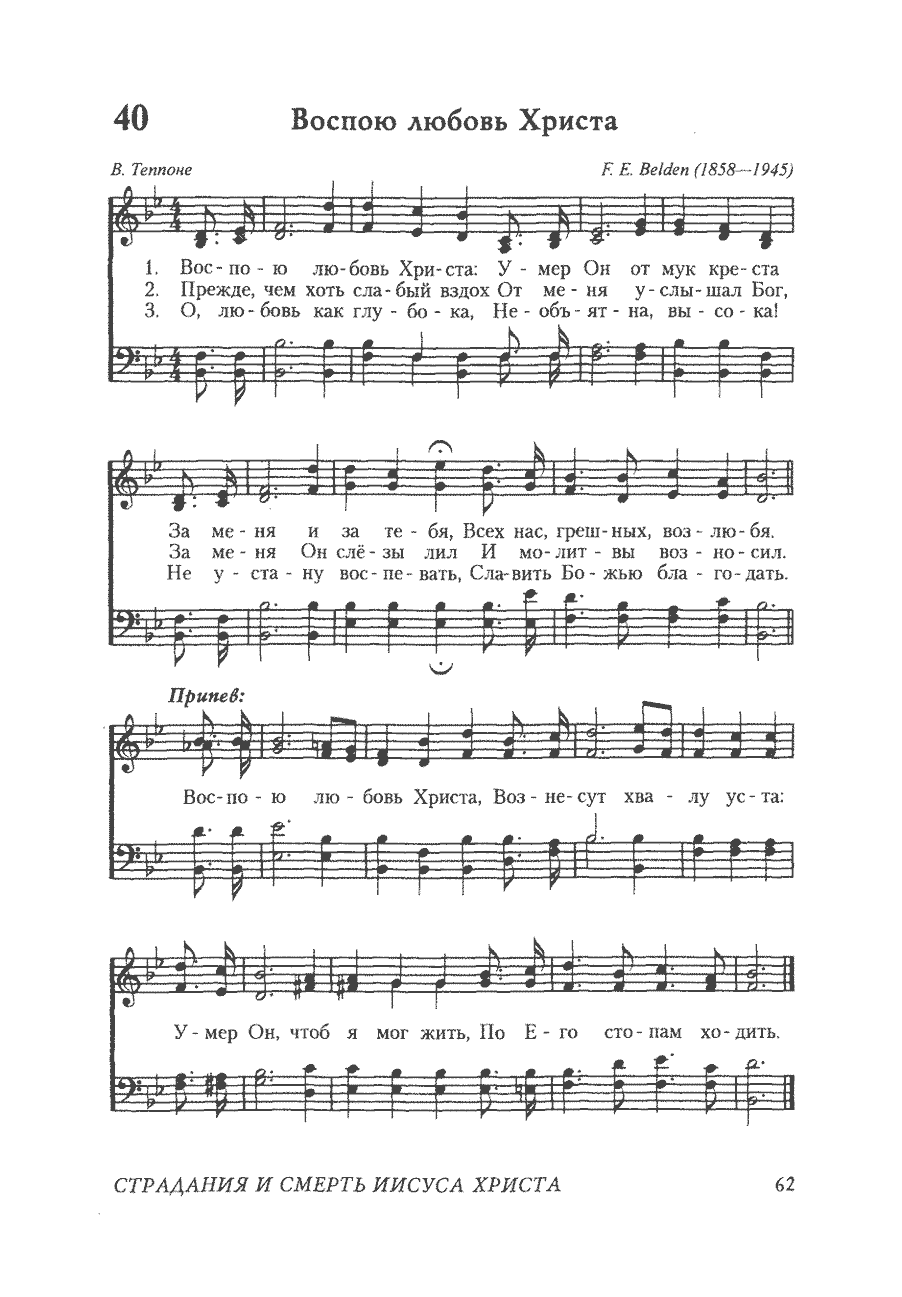 40 Воспою любовь Христа
В. Теппоне F. E. Belden (1858—1945)
1. Вос- по - ю лю- бовь Хри- ста: У - мер Он от мук кре- ста
2. Прежде, чем хоть сла- бый вздох От ме - ня у - слы- шал Бог,
3. О, лю - бовь как глу - бо - ка, Не - объ - ят - на, вы - со - ка!
За ме - ня и за те - бя, Всех нас, греш- ных, воз - лю - бя.
За ме - ня Он слё- зы лил И мо- лит - вы воз - но - сил.
Не у - ста - ну вос- пе - вать, Сла- вить Бо - жью бла - го- дать.
Припев:
Вос- по - ю лю - бовь Христа, Воз - не- сут хва - лу ус - та:
У - мер Он, чтоб я мог жить, По Е - го сто - пам хо - дить.
СТРАДАНИЯ И СМЕРТЬ ИИСУСА ХРИСТА 62